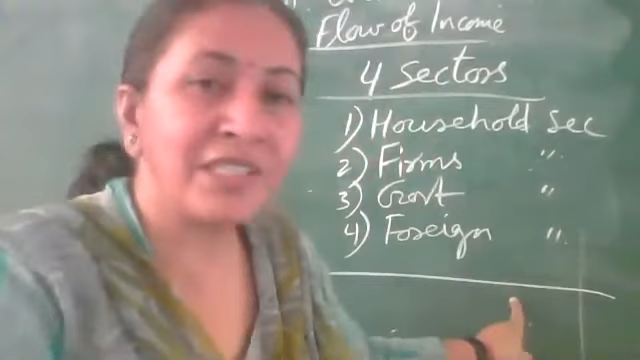 Flow of Income
4 Sectors
1) Household Sec
2) Firms "
3) Govt "
4) Foreign "